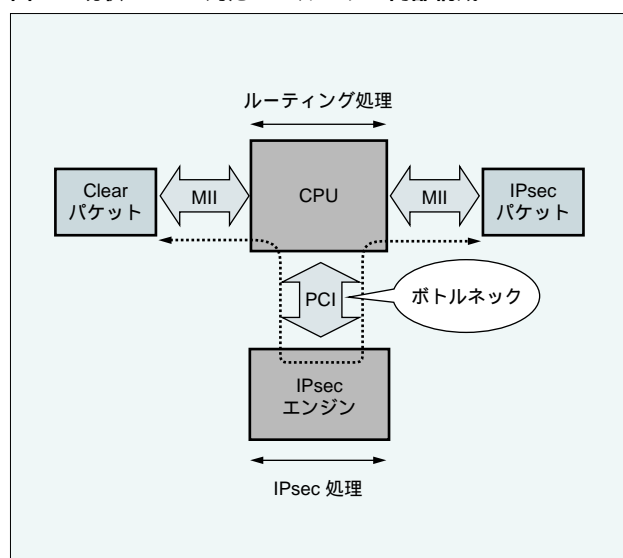 ルーティング処理
Clear
パケット
MII
CPU
MII
IPsec
パケット
PCI
ボトルネック
IPsec
エンジン
IPsec 処理